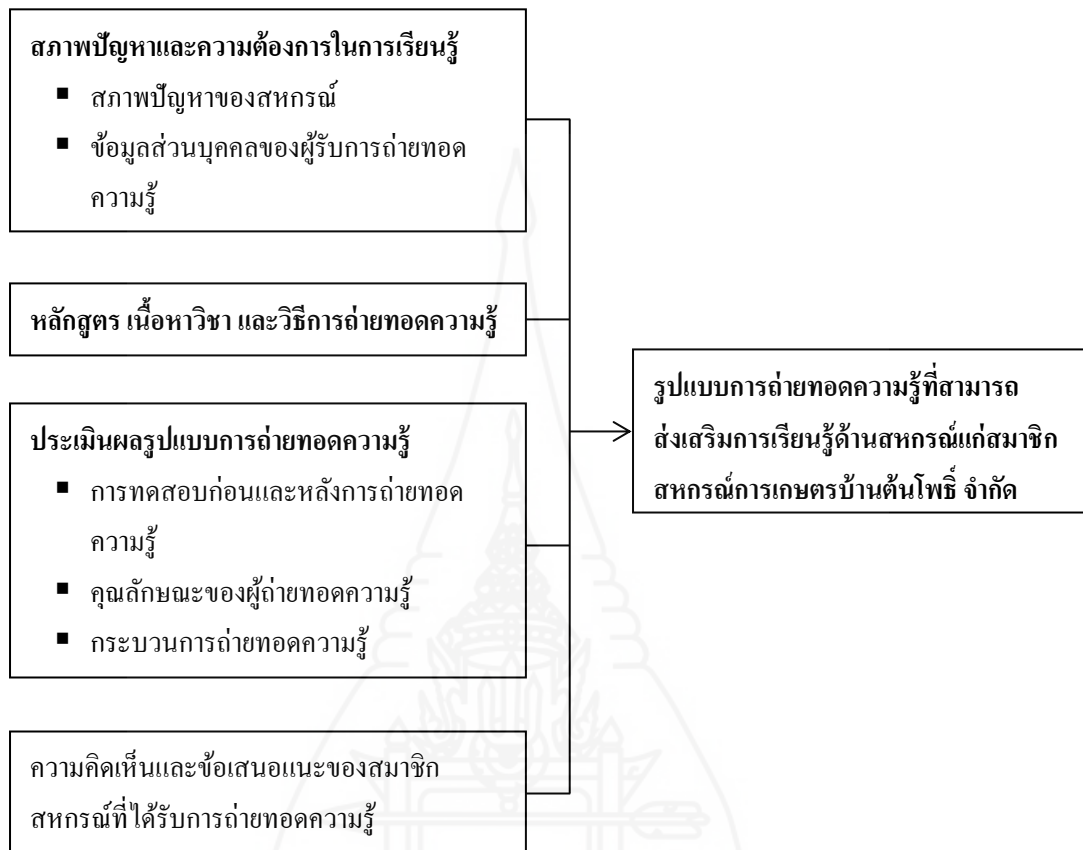 สภาพปัญหาและความต้องการในการเรียนรู้
▪ สภาพปัญหาของสหกรณ์
▪ ข้อมูลส่วนบุคคลของผู้รับการถ่ายทอด
ความรู้
หลักสูตร เนื้อหาวิชา และวิธีการถ่ายทอดความรู้
ประเมินผลรูปแบบการถ่ายทอดความรู้
▪ การทดสอบก่อนและหลังการถ่ายทอด
ความรู้
▪ คุณลักษณะของผู้ถ่ายทอดความรู้
▪ กระบวนการถ่ายทอดความรู้
ความคิดเห็นและข้อเสนอแนะของสมาชิก
สหกรณ์ที่ได้รับการถ่ายทอดความรู้
รูปแบบการถ่ายทอดความรู้ที่สามารถ
ส่งเสริมการเรียนรู้ด้านสหกรณ์แก่สมาชิก
สหกรณ์การเกษตรบ้านต้นโพธิ์ จำกัด